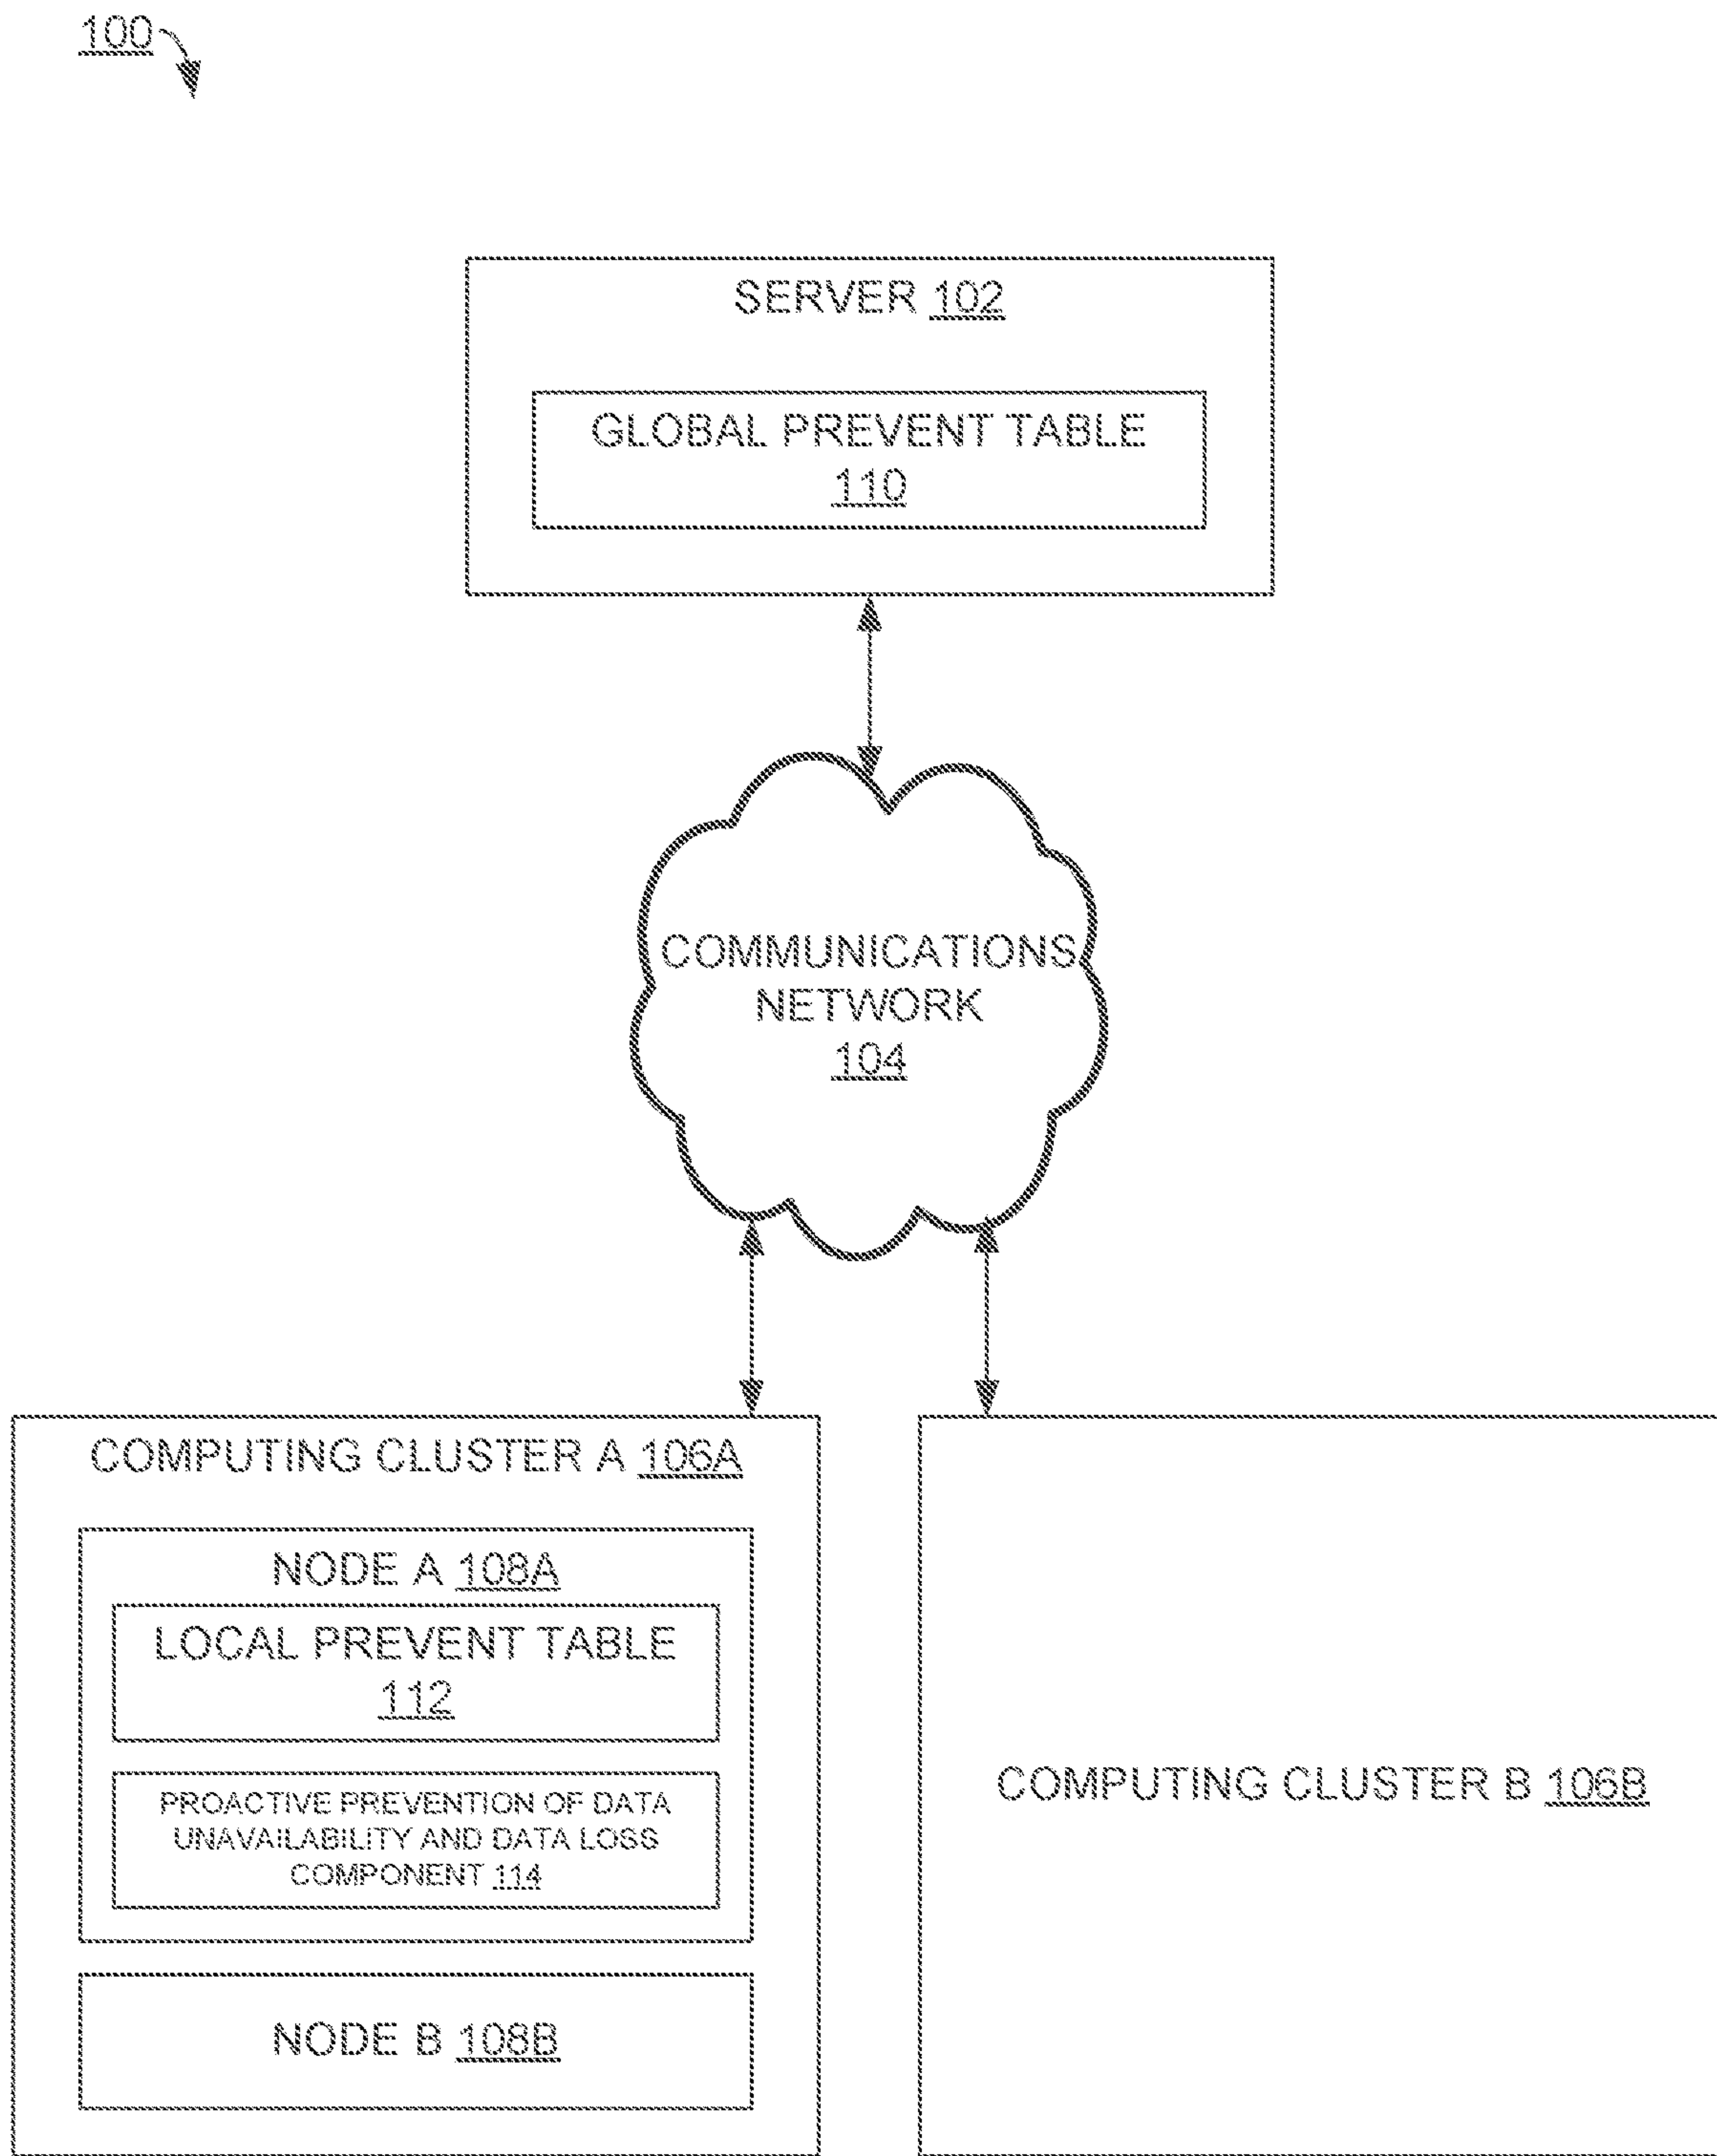 100
SERVER 102
GLOBAL PREVENT TABLE
110
COMMUNICATIONS
NETWORK
104
COMPUTING CLUSTER A 106A
NODE A 108A
LOCAL PREVENT TABLE
112
PROACTIVE PREVENTION OF DATA
UNAVAILABILITY AND DATA LOSS
COMPONENT 114
NODE B 108B
COMPUTING CLUSTER B 106B